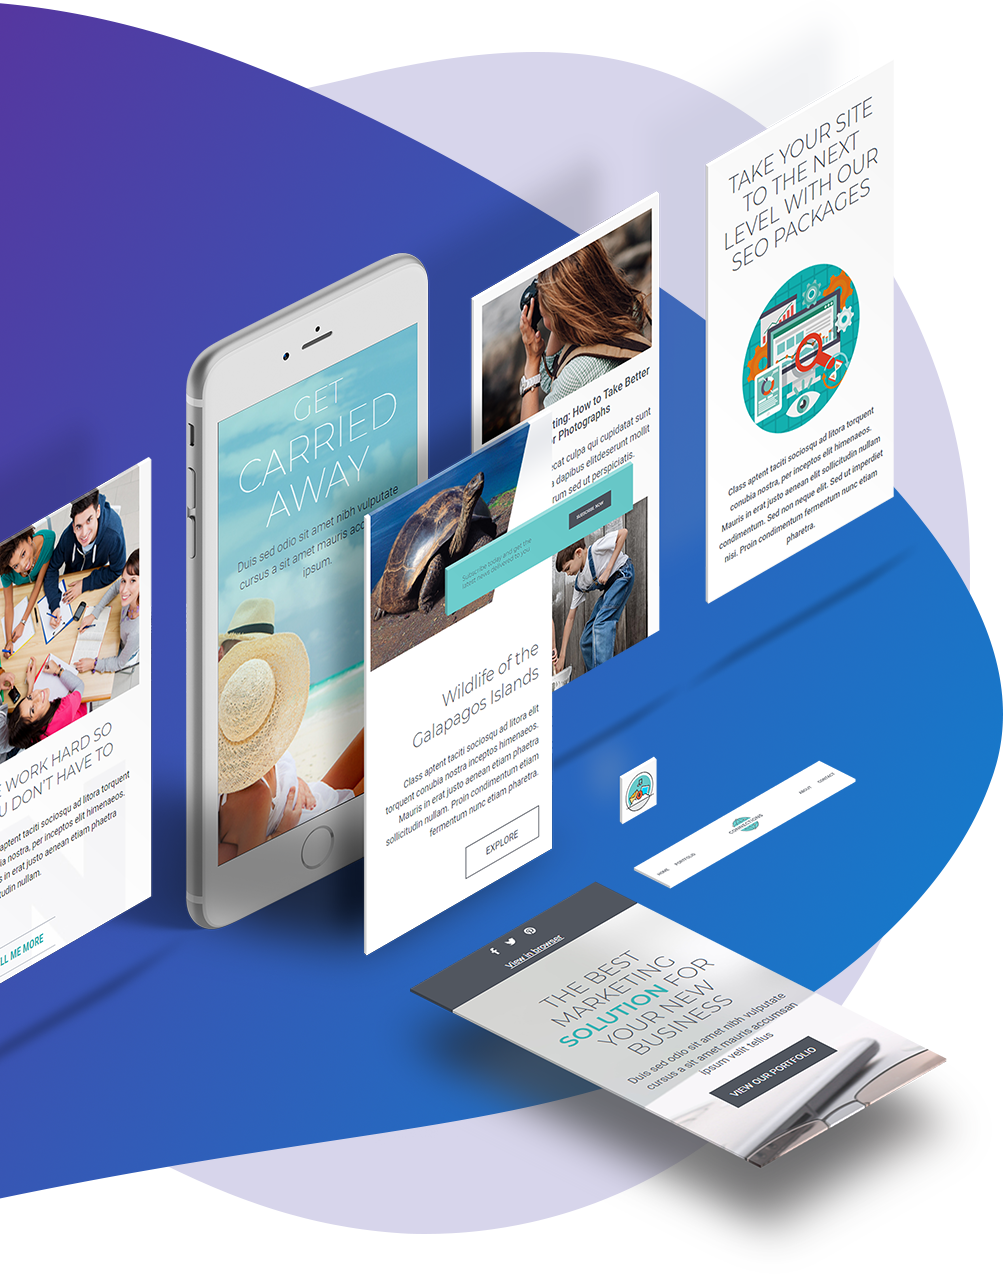 TAKE YOUR SITE
TO THE NEXT
LEVEL WITH OUR
SEO PACKAGES
Class aptent taciti sociosqu ad litora torquent
conubia nostra, per inceptos elit himenaeos.
Mauris in erat justo aenean elit sollicitudin nullam
condimentum. Sed non neque elit. Sed ut imperdiet
nisi. Proin condimentum fermentum nunc etiam
pharetra.
GET
CARRIED
AWAY
Duis sed odio sit amet nibh vulputate
cursus a sit amet mauris acc
ipsum.
ting: How to Take Better
r Photographs
ecat culpa qui cupidatat sunt
a dapibus elitdeserunt mollit
rum sed ut perspiciatis.
SUBSCRIBE NOW
Subscribe today and get the
latest news delivered to you.
Wildlife of the
Galapagos Islands
Class aptent taciti sociosqu ad litora elit
torquent conubia nostra inceptos himenaeos.
Mauris in erat justo aenean etiam pharetra
sollicitudin nullam. Proin condimentum etiam
fermentum nunc etiam pharetra.
EXPLORE
E WORK HARD SO
U DON'T HAVE TO
aptent taciti sociosqu ad litora torquent
ia nostra, per inceptos elit himenaeos.
is in erat justo aenean etiam pharetra
tudin nullam.
LL ME MORE
HOME
PORTFOLIO
CONNECTIONS
ABOUT
CONTACT
View in browser
THE BEST
MARKETING
SOLUTION FOR
YOUR NEW
BUSINESS
Duis sed odio sit amet nibh vulputate
cursus a sit amet mauris accumsan
ipsum velit tellus
VIEW OUR PORTFOLIO